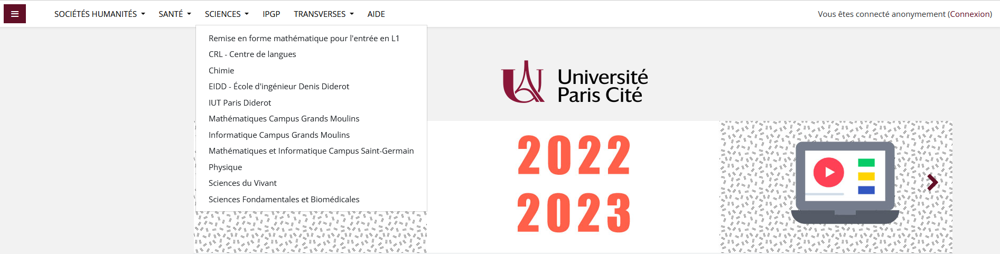 SOCIÉTÉS HUMANITÉS SANTÉ SCIENCES IPGP TRANSVERSES AIDE Vous êtes connecté anonymement (Connexion)
Remise en forme mathématique pour l'entrée en L1
CRL - Centre de langues
Chimie
EIDD - École d'ingénieur Denis Diderot
IUT Paris Diderot
Mathématiques Campus Grands Moulins
Informatique Campus Grands Moulins
Mathématiques et Informatique Campus Saint-Germain
Physique
Sciences du Vivant
Sciences Fondamentales et Biomédicales
Université
Paris Cité
2022
2023